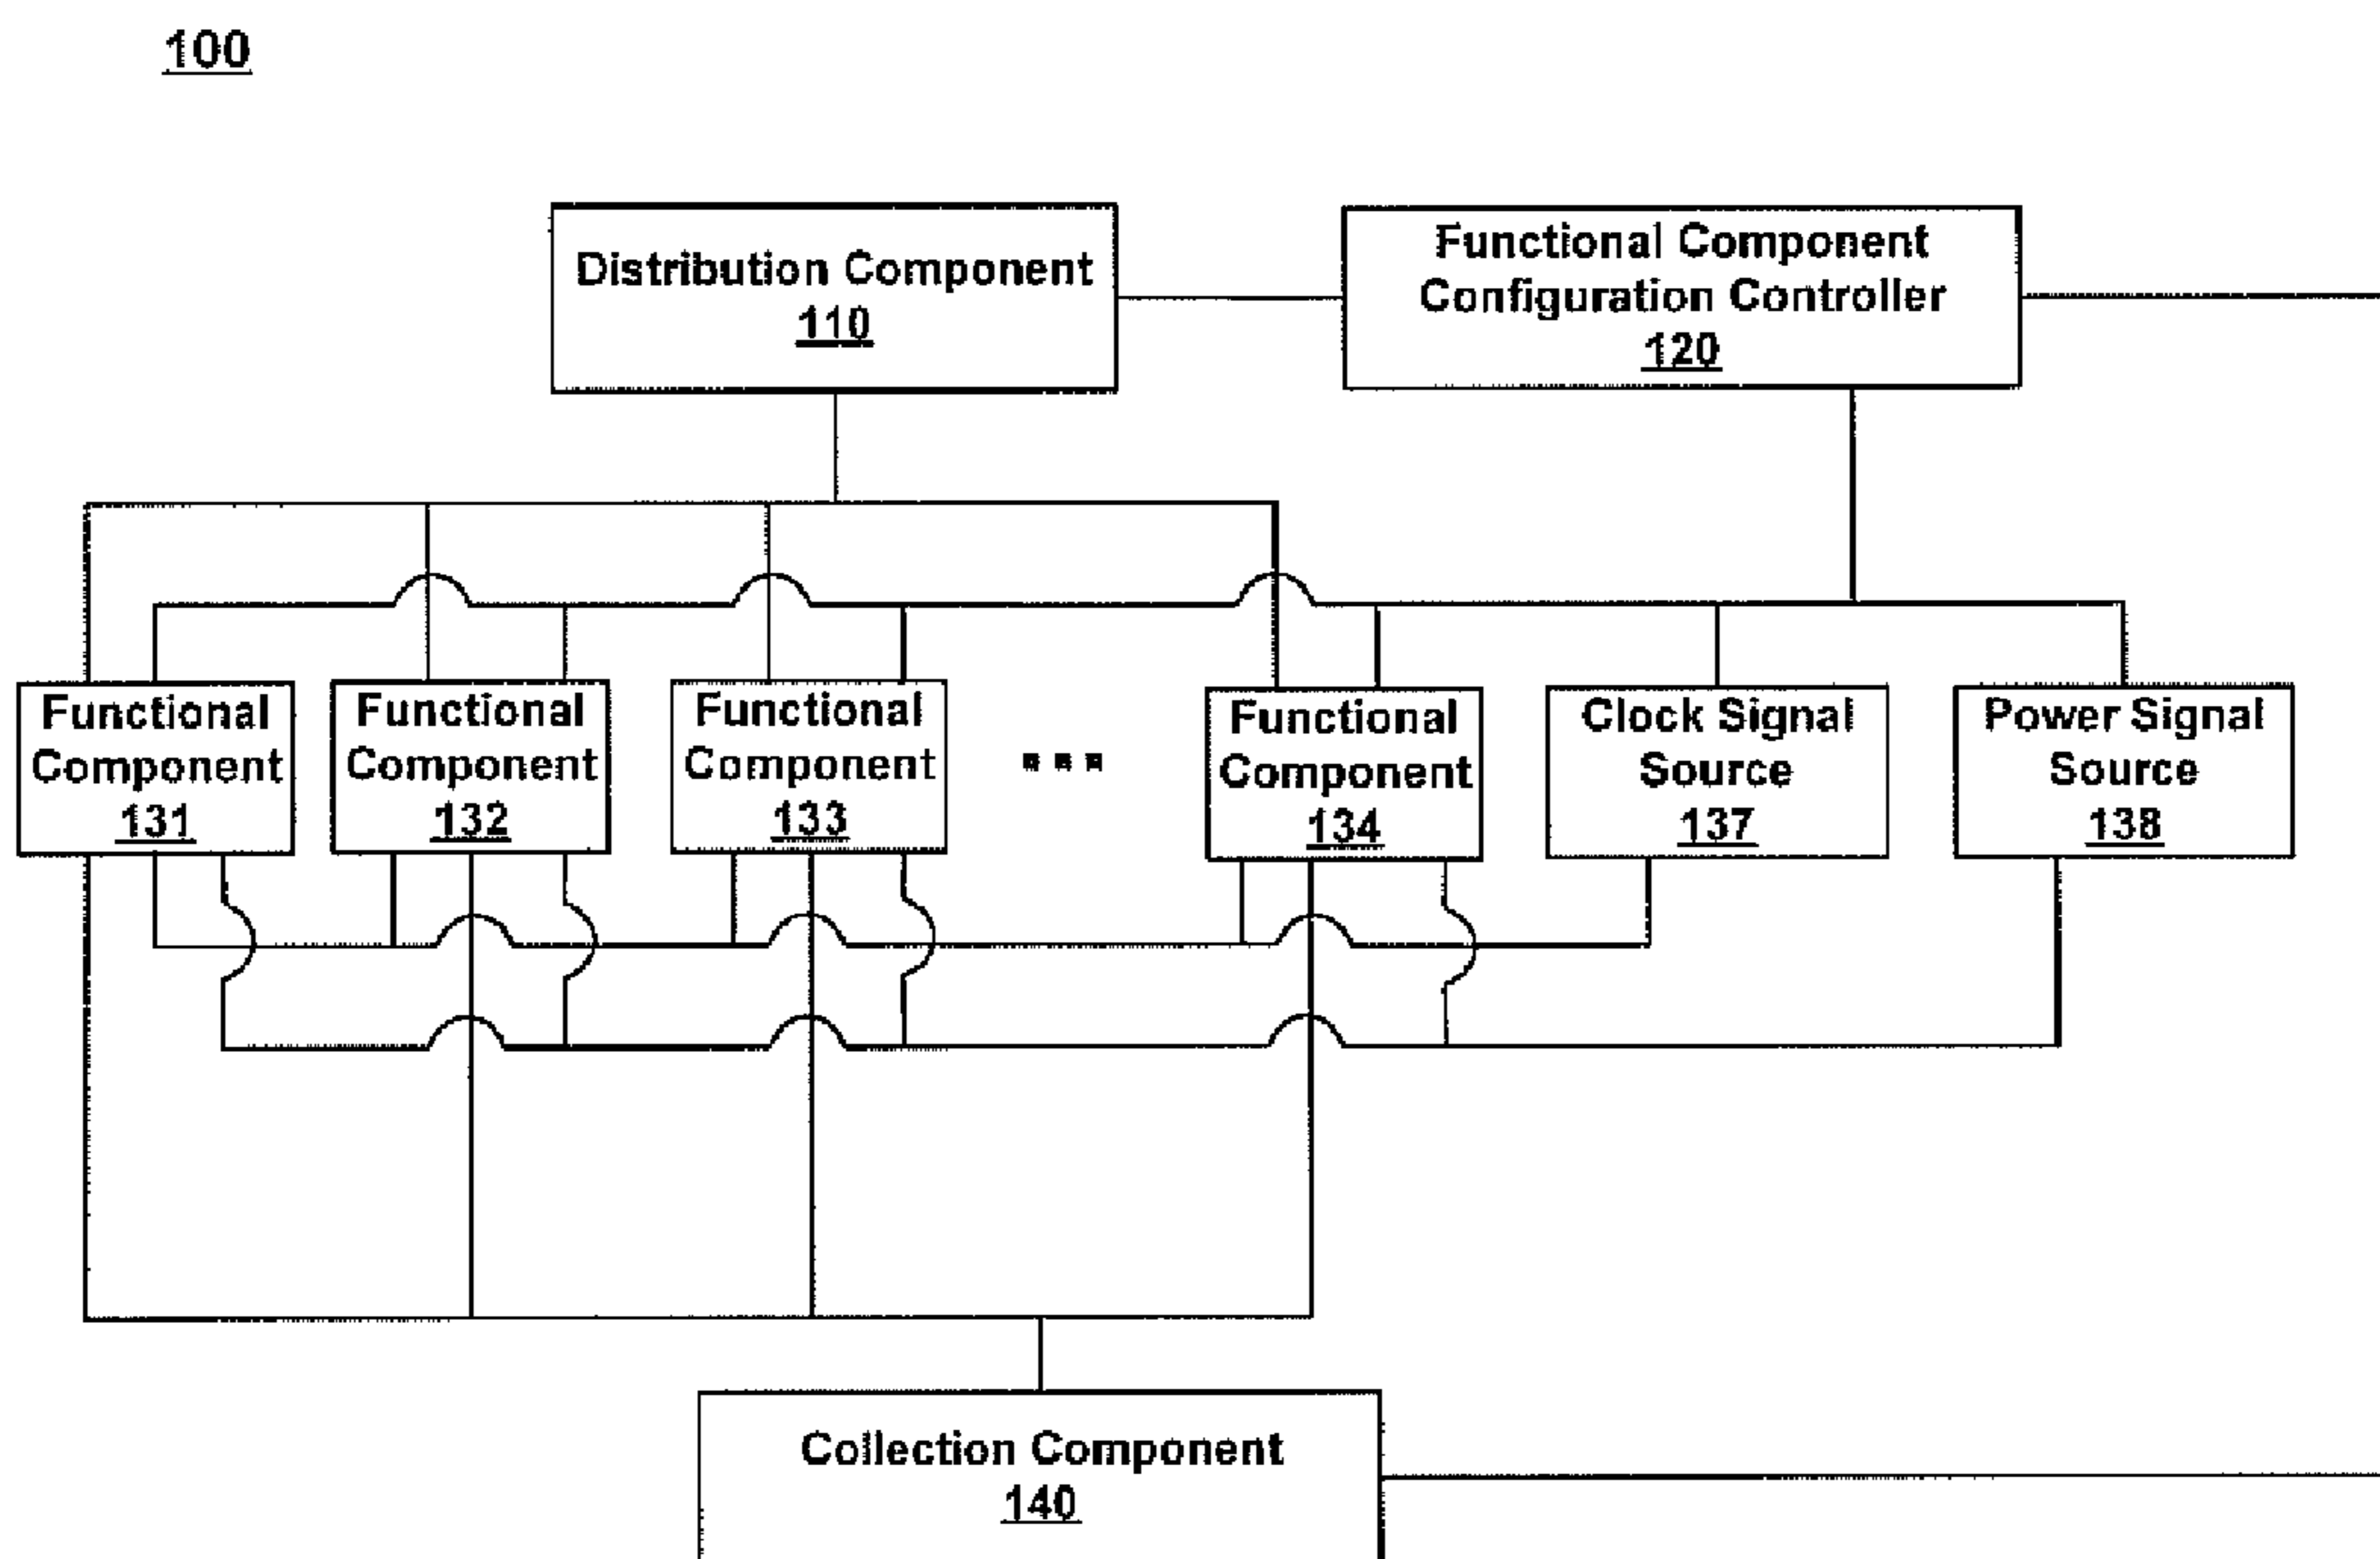 100
Distribution Component
110
Functional Component
Configuration Controller
120
Functional
Component
131
Functional
Component
132
Functional
Component
133
...
Functional
Component
134
Clock Signal
Source
137
Power Signal
Source
138
Collection Component
140